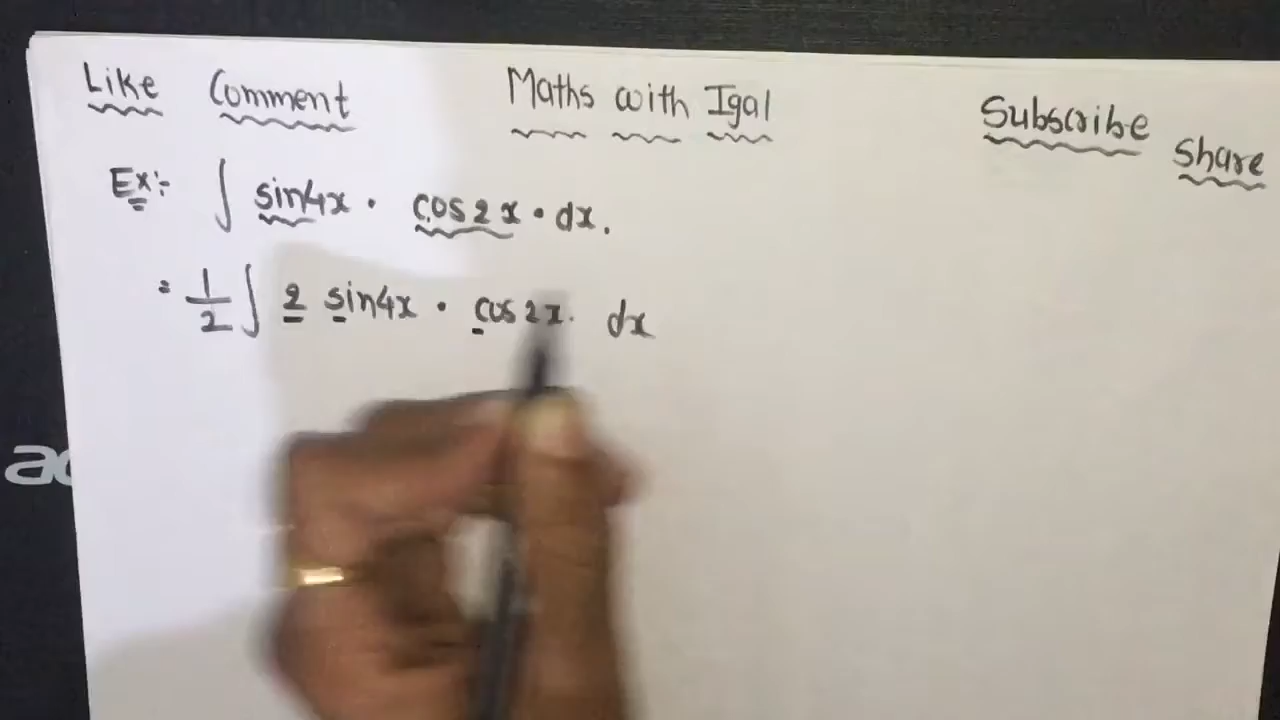 Like Comment Maths with Igal Subscribe Share
Ex:- ∫ sin4x · cos2x · dx.
= 1/2 ∫ 2 sin4x · cos2x. dx